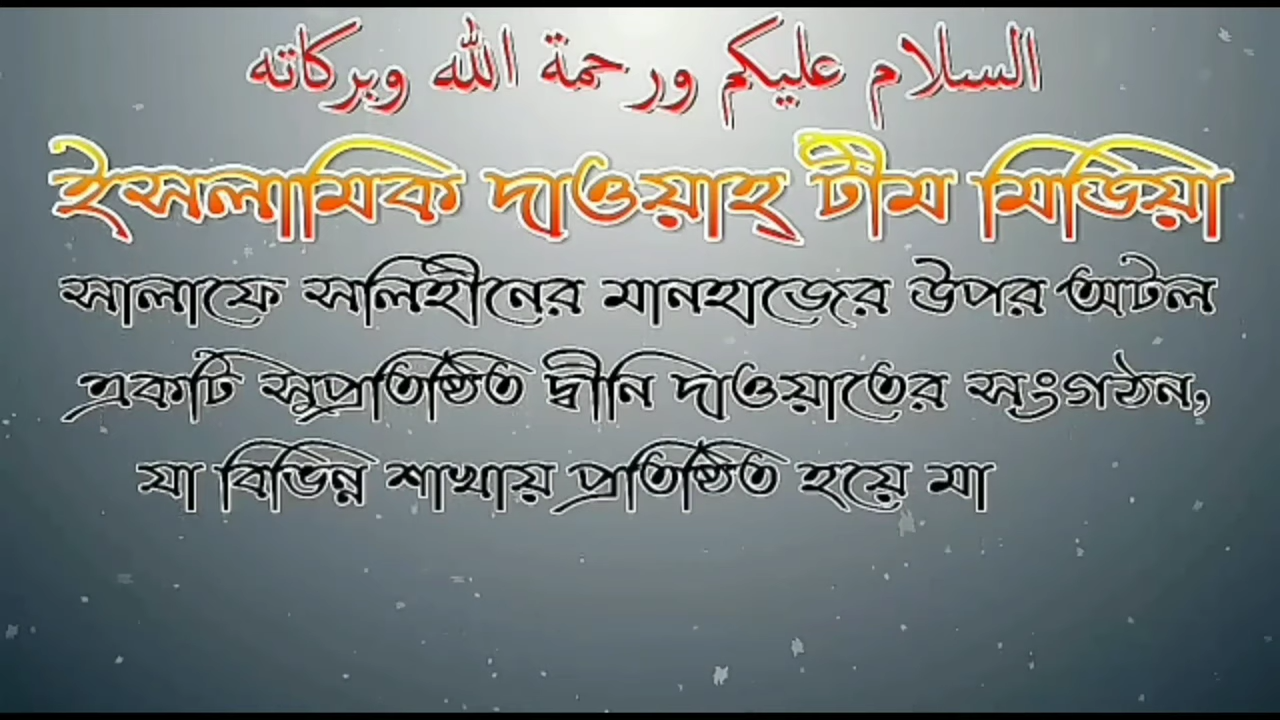 السلام عليكم ورحمة الله وبركاته
ইসলামিক দাওয়াহ্ টীম মিডিয়া
সালাফে সলিহীনের মানহাজের উপর অটল
একটি সুপ্রতিষ্ঠিত দ্বীনি দাওয়াতের সংগঠন,
যা বিভিন্ন শাখায় প্রতিষ্ঠিত হয়ে মা